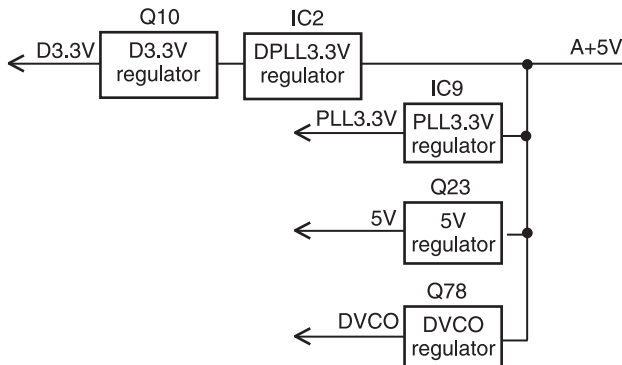 Q10
IC2
D3.3V
D3.3V
regulator
DPLL3.3V
regulator
A+5V
IC9
PLL3.3V
PLL3.3V
regulator
Q23
5V
5V
regulator
Q78
DVCO
DVCO
regulator